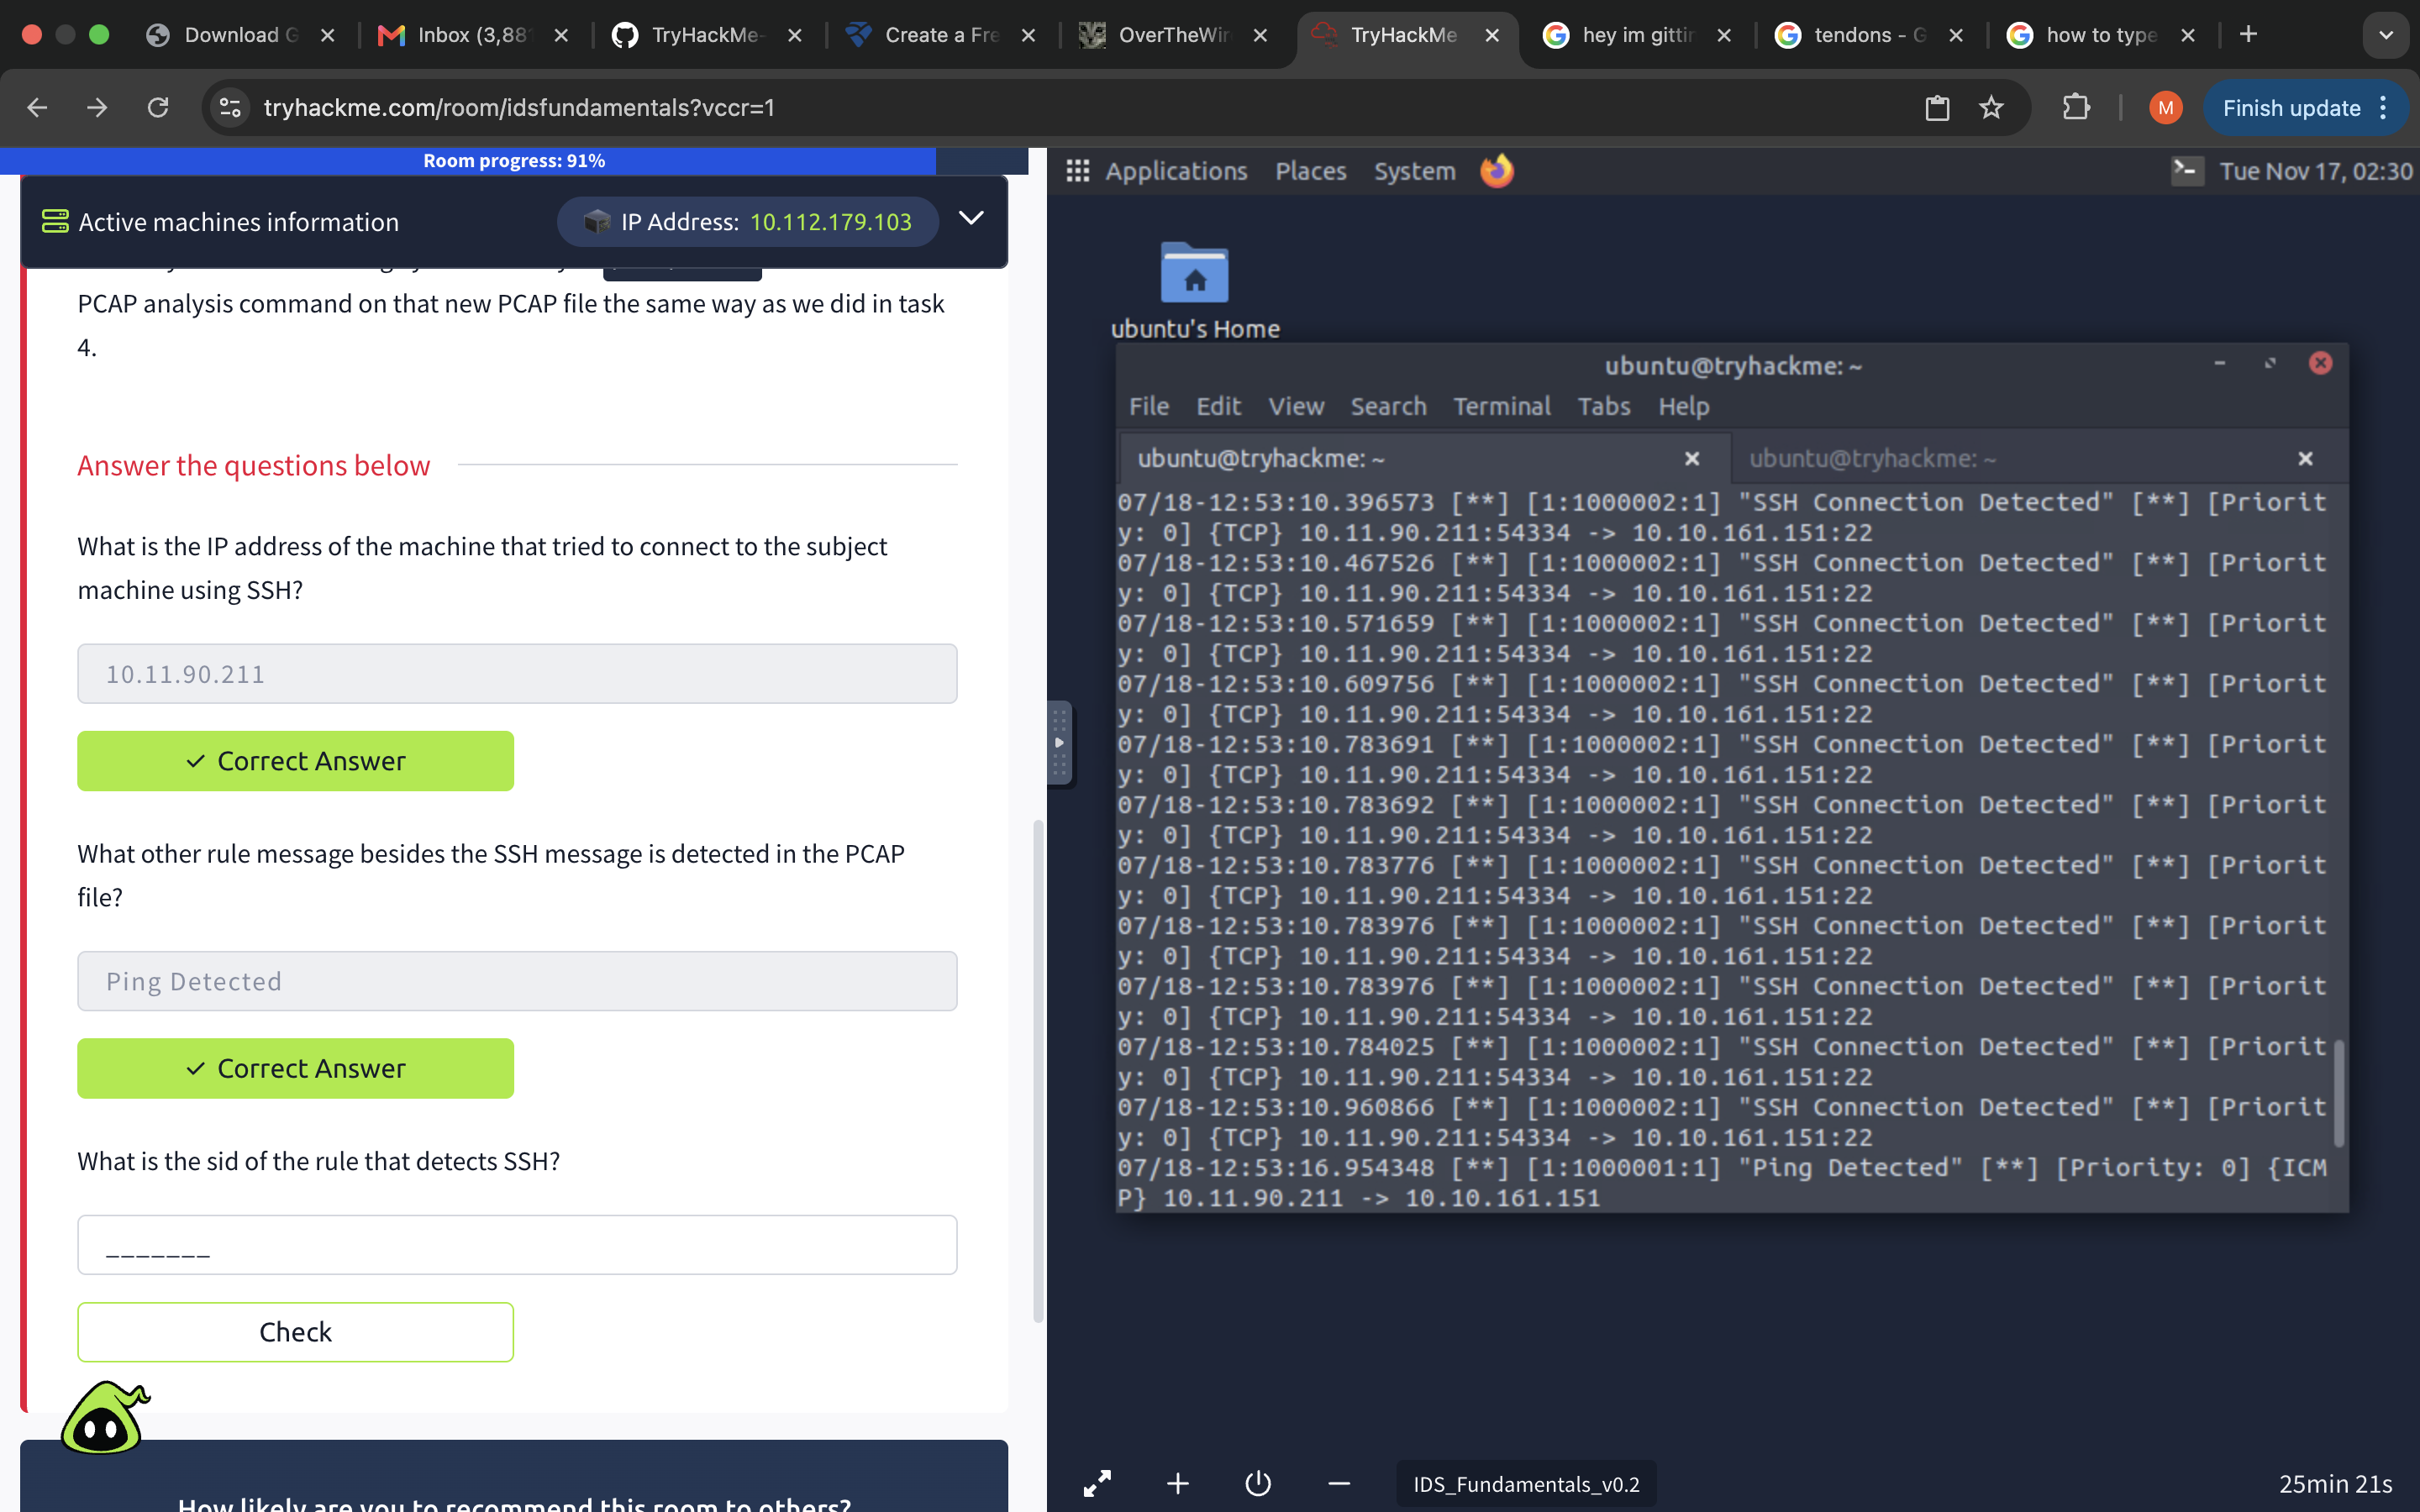 Download G
Inbox (3,88
TryHackMe-
Create a Fre
OverTheWir
TryHackMe
hey im gittin
tendons - G
how to type
tryhackme.com/room/idsfundamentals?vccr=1
M
Finish update
Room progress: 91%
Active machines information
IP Address: 10.112.179.103
PCAP analysis command on that new PCAP file the same way as we did in task
4.
Answer the questions below
What is the IP address of the machine that tried to connect to the subject
machine using SSH?
10.11.90.211
✓ Correct Answer
What other rule message besides the SSH message is detected in the PCAP
file?
Ping Detected
✓ Correct Answer
What is the sid of the rule that detects SSH?
_______
Check
How likely are you to recommend this room to others?
Applications Places System
Tue Nov 17, 02:30
ubuntu's Home
ubuntu@tryhackme: ~
File Edit View Search Terminal Tabs Help
ubuntu@tryhackme: ~
ubuntu@tryhackme: ~
07/18-12:53:10.396573 [**] [1:1000002:1] "SSH Connection Detected" [**] [Priorit
y: 0] {TCP} 10.11.90.211:54334 -> 10.10.161.151:22
07/18-12:53:10.467526 [**] [1:1000002:1] "SSH Connection Detected" [**] [Priorit
y: 0] {TCP} 10.11.90.211:54334 -> 10.10.161.151:22
07/18-12:53:10.571659 [**] [1:1000002:1] "SSH Connection Detected" [**] [Priorit
y: 0] {TCP} 10.11.90.211:54334 -> 10.10.161.151:22
07/18-12:53:10.609756 [**] [1:1000002:1] "SSH Connection Detected" [**] [Priorit
y: 0] {TCP} 10.11.90.211:54334 -> 10.10.161.151:22
07/18-12:53:10.783691 [**] [1:1000002:1] "SSH Connection Detected" [**] [Priorit
y: 0] {TCP} 10.11.90.211:54334 -> 10.10.161.151:22
07/18-12:53:10.783692 [**] [1:1000002:1] "SSH Connection Detected" [**] [Priorit
y: 0] {TCP} 10.11.90.211:54334 -> 10.10.161.151:22
07/18-12:53:10.783776 [**] [1:1000002:1] "SSH Connection Detected" [**] [Priorit
y: 0] {TCP} 10.11.90.211:54334 -> 10.10.161.151:22
07/18-12:53:10.783976 [**] [1:1000002:1] "SSH Connection Detected" [**] [Priorit
y: 0] {TCP} 10.11.90.211:54334 -> 10.10.161.151:22
07/18-12:53:10.783976 [**] [1:1000002:1] "SSH Connection Detected" [**] [Priorit
y: 0] {TCP} 10.11.90.211:54334 -> 10.10.161.151:22
07/18-12:53:10.784025 [**] [1:1000002:1] "SSH Connection Detected" [**] [Priorit
y: 0] {TCP} 10.11.90.211:54334 -> 10.10.161.151:22
07/18-12:53:10.960866 [**] [1:1000002:1] "SSH Connection Detected" [**] [Priorit
y: 0] {TCP} 10.11.90.211:54334 -> 10.10.161.151:22
07/18-12:53:16.954348 [**] [1:1000001:1] "Ping Detected" [**] [Priority: 0] {ICM
P} 10.11.90.211 -> 10.10.161.151
IDS_Fundamentals_v0.2
25min 21s